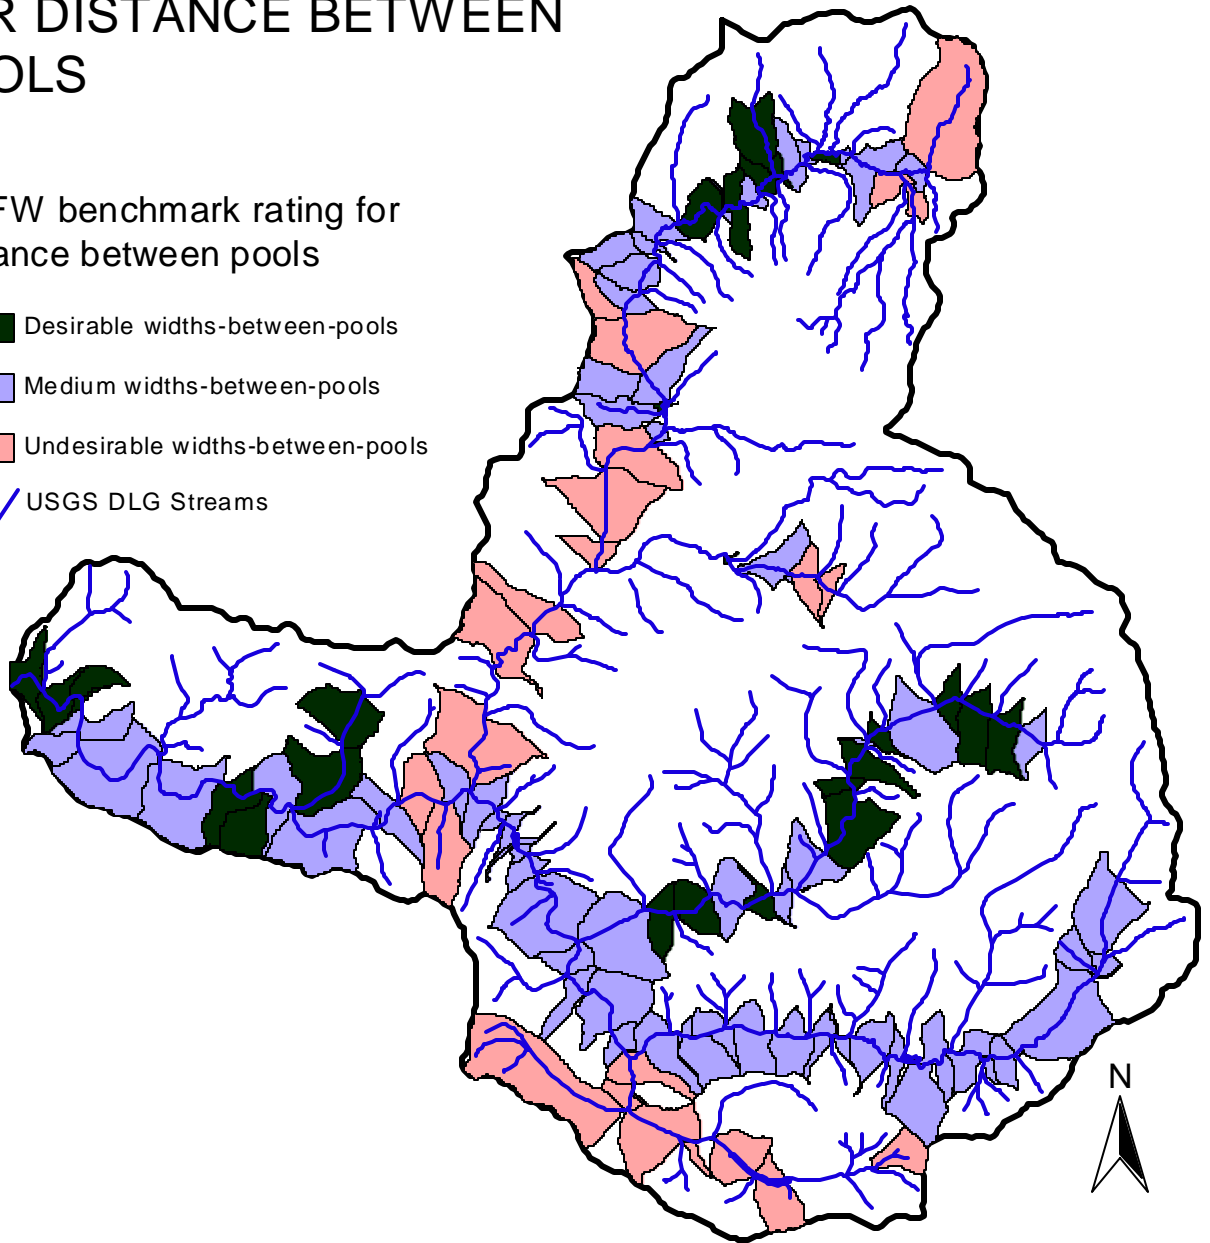 R DISTANCE BETWEEN
OLS
FW benchmark rating for
ance between pools
Desirable widths-between-pools
Medium widths-between-pools
Undesirable widths-between-pools
USGS DLG Streams
N